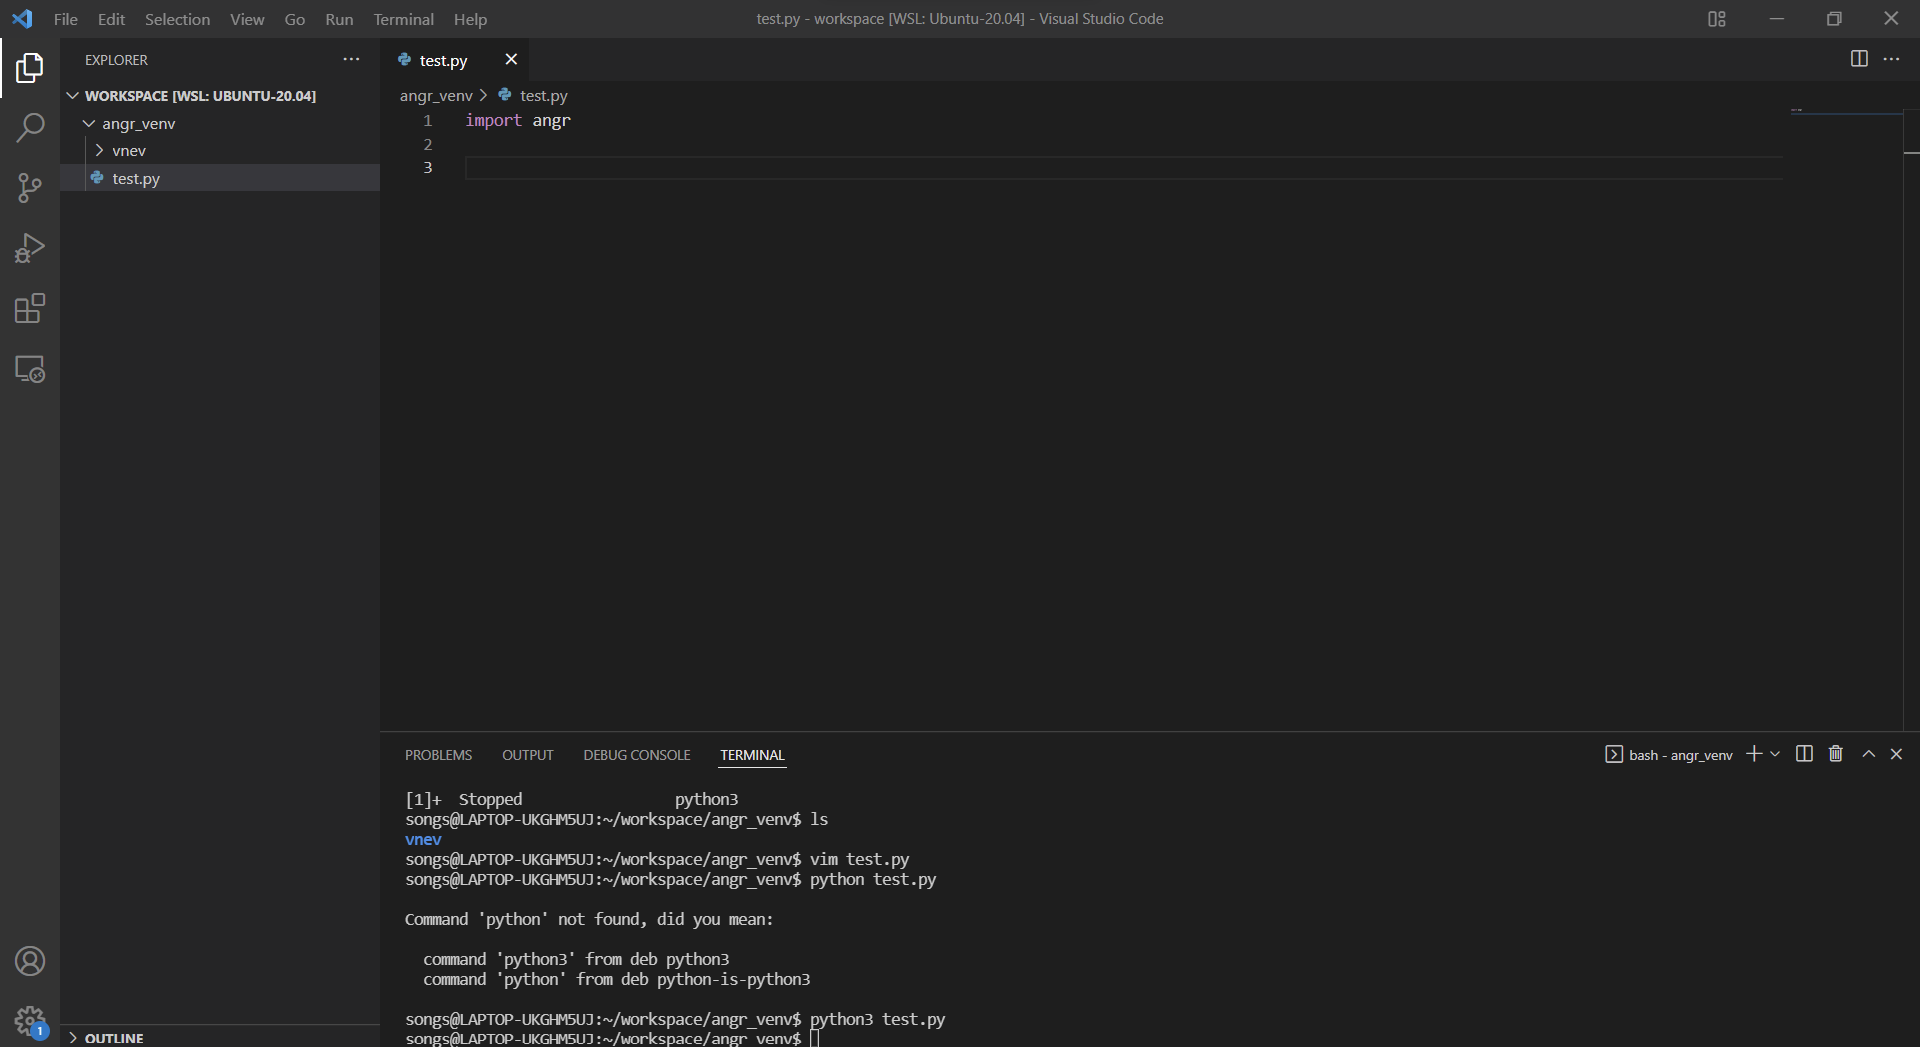 File Edit Selection View Go Run Terminal Help
test.py - workspace [WSL: Ubuntu-20.04] - Visual Studio Code
EXPLORER
WORKSPACE [WSL: UBUNTU-20.04]
angr_venv
vnev
test.py
OUTLINE
1
test.py
angr_venv > test.py
1 import angr
2
3
PROBLEMS OUTPUT DEBUG CONSOLE TERMINAL
bash - angr_venv
[1]+ Stopped python3
songs@LAPTOP-UKGHM5UJ:~/workspace/angr_venv$ ls
vnev
songs@LAPTOP-UKGHM5UJ:~/workspace/angr_venv$ vim test.py
songs@LAPTOP-UKGHM5UJ:~/workspace/angr_venv$ python test.py
Command 'python' not found, did you mean:
command 'python3' from deb python3
command 'python' from deb python-is-python3
songs@LAPTOP-UKGHM5UJ:~/workspace/angr_venv$ python3 test.py
songs@LAPTOP-UKGHM5UJ:~/workspace/angr_venv$